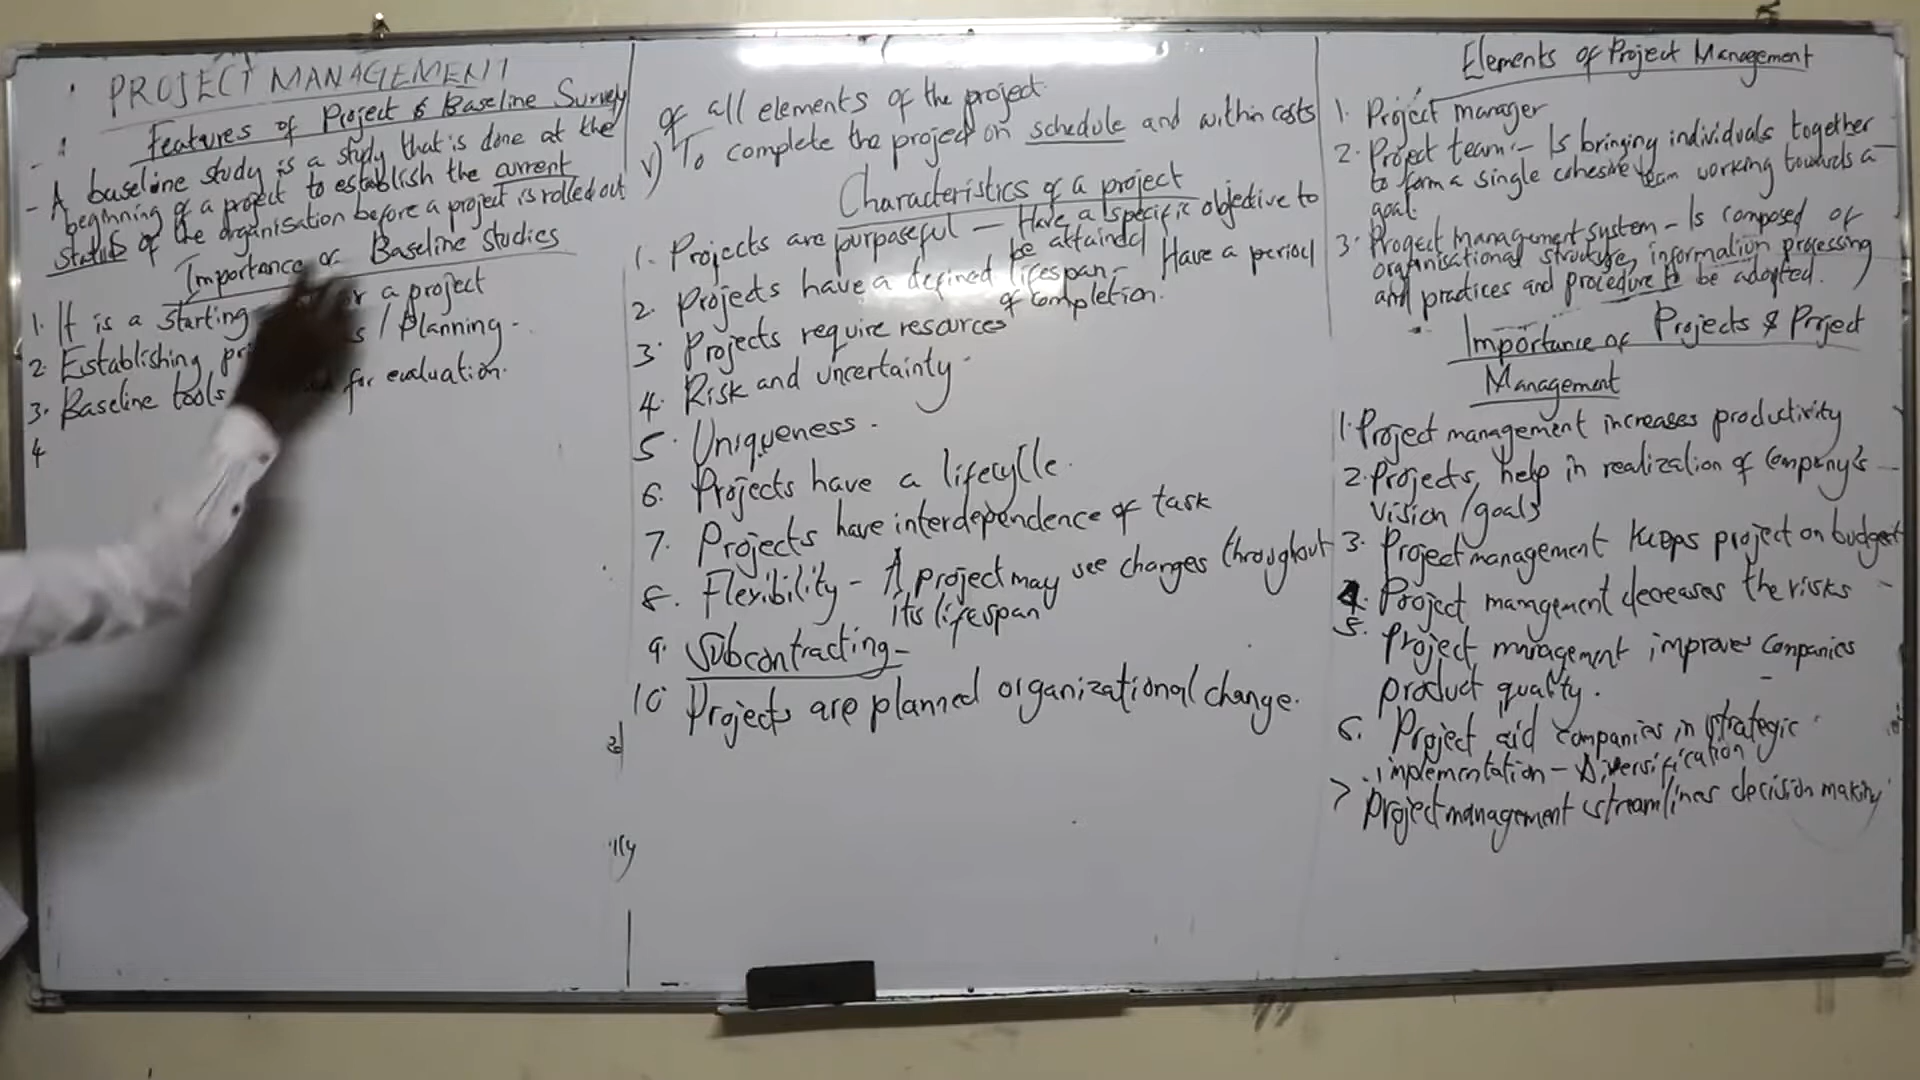 PROJECT MANAGEMENT
Features of Project & Baseline Survey
- A baseline study is a study that is done at the
beginning of a project to establish the current
status of the organisation before a project is rolled out
Importance of Baseline studies
1. It is a starting for a project
2. Establishing / Planning.
3. Baseline tools for evaluation.
4
of all elements of the project.
v) To complete the project on schedule and within costs
Characteristics of a project
1. Projects are purposeful - Have a specific objective to
be attained
2. Projects have a defined lifespan - Have a period
of completion.
3. Projects require resources
4. Risk and uncertainty.
5. Uniqueness.
6. Projects have a lifecycle.
7. Projects have interdependence of task
8. Flexibility - A project may see changes throughout
its lifespan
9. Subcontracting -
10 Projects are planned organizational change.
Elements of Project Management
1. Project manager
2. Project team:- Is bringing individuals together
to form a single cohesive team working towards a
goal.
3. Project Management system - Is composed of
organisational structure, information processing
and practices and procedure to be adopted.
Importance of Projects & Project
Management
1. Project management increases productivity
2. Projects, help in realization of Company's
vision / goals
3. Project management keeps project on budget
4. Project management decreases the risks
5. Project management improves companies
product quality.
6. Project aid companies in strategic
implementation - Diversification
7 Project management streamlines decision making